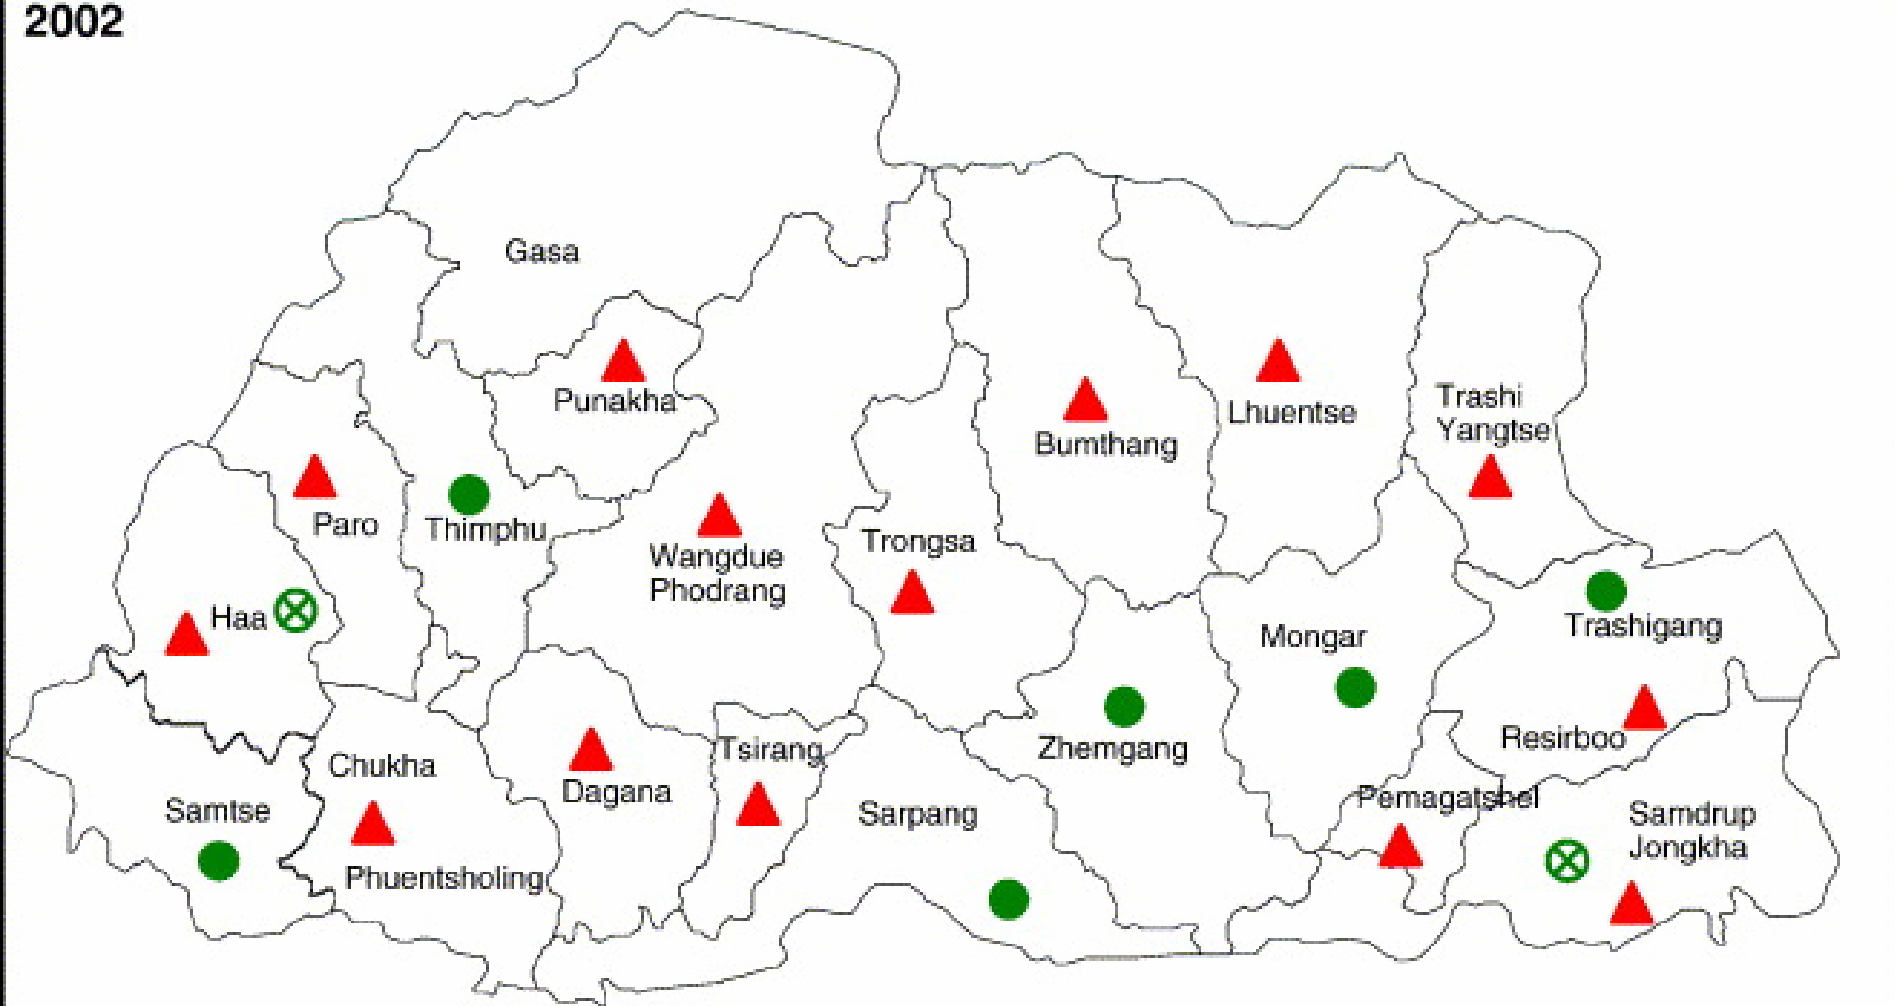 2002
Gasa
Punakha
Paro
Thimphu
Haa
Wangdue
Phodrang
Trongsa
Bumthang
Lhuentse
Trashi
Yangtse
Trashigang
Mongar
Resirboo
Zhemgang
Chukha
Tsirang
Dagana
Samtse
Phuentsholing
Sarpang
Pemagatshel
Samdrup
Jongkha